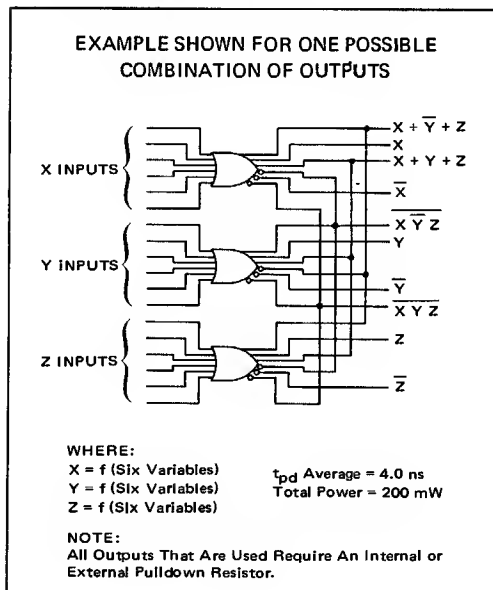 EXAMPLE SHOWN FOR ONE POSSIBLE
COMBINATION OF OUTPUTS
X + Y̅ + Z
X
X + Y + Z
X INPUTS
X̅
X̅ ̅Y̿ ̅Z̅
Y
Y iNPUTS
Y̅
X̅ ̅Y̅ ̅Z̅
Z
Z INPUTS
Z̅
WHERE:
X = f (Six Variables)
Y = f (Six Variables)
Z = f (Six Variables)
tpd Average = 4.0 ns
Total Power = 200 mW
NOTE:
All Outputs That Are Used Require An Internal or
External Pulldown Resistor.